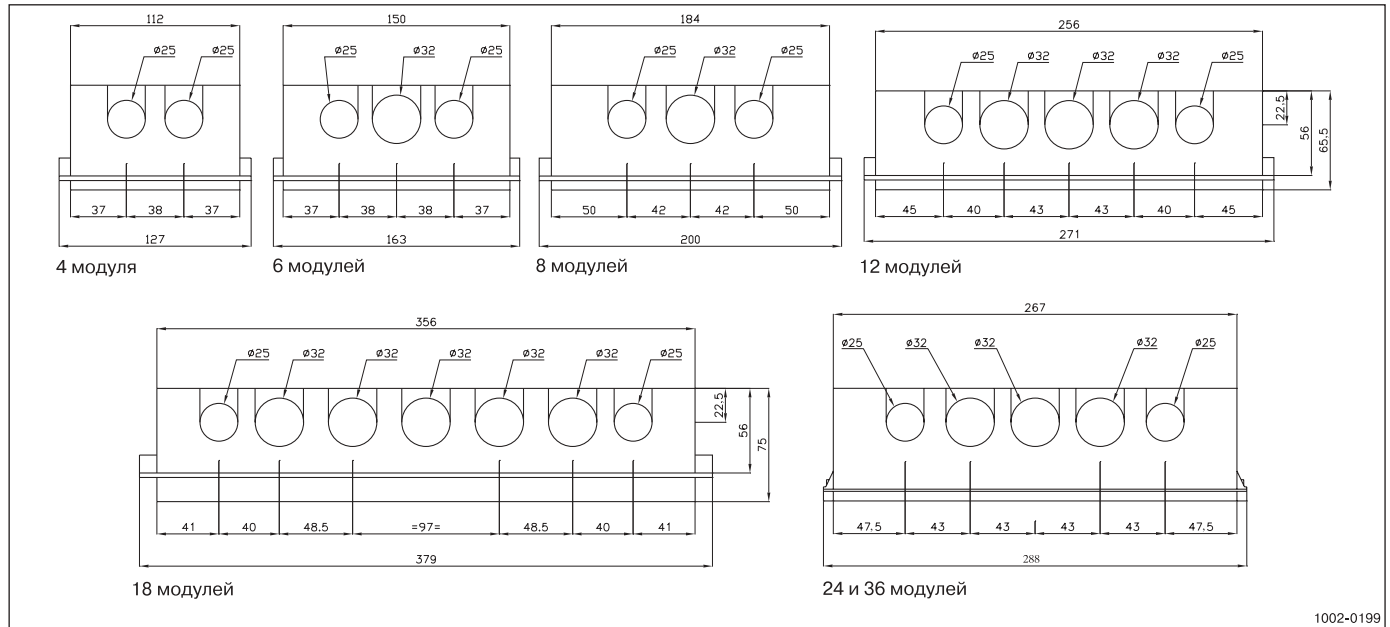 112
ø25 ø25
37 38 37
127
4 модуля
150
ø25 ø32 ø25
37 38 38 37
163
6 модулей
184
ø25 ø32 ø25
50 42 42 50
200
8 модулей
256
ø25 ø32 ø32 ø32 ø25
22.5
56
65.5
45 40 43 43 40 45
271
12 модулей
356
ø25 ø32 ø32 ø32 ø32 ø32 ø25
22.5
56
75
41 40 48.5 =97= 48.5 40 41
379
18 модулей
267
ø25 ø32 ø32 ø32 ø25
47.5 43 43 43 43 47.5
288
24 и 36 модулей
1002-0199